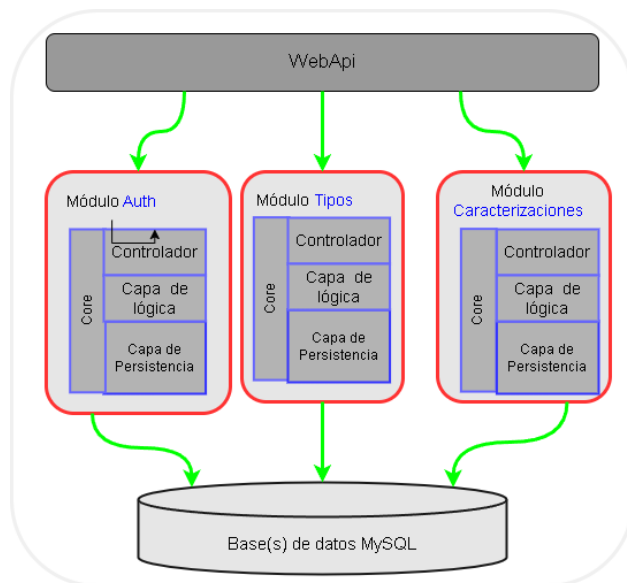 WebApi
Módulo Auth
Core
Controlador
Capa de
lógica
Capa de
Persistencia
Módulo Tipos
Core
Controlador
Capa de
lógica
Capa de
Persistencia
Módulo
Caracterizaciones
Core
Controlador
Capa de
lógica
Capa de
Persistencia
Base(s) de datos MySQL